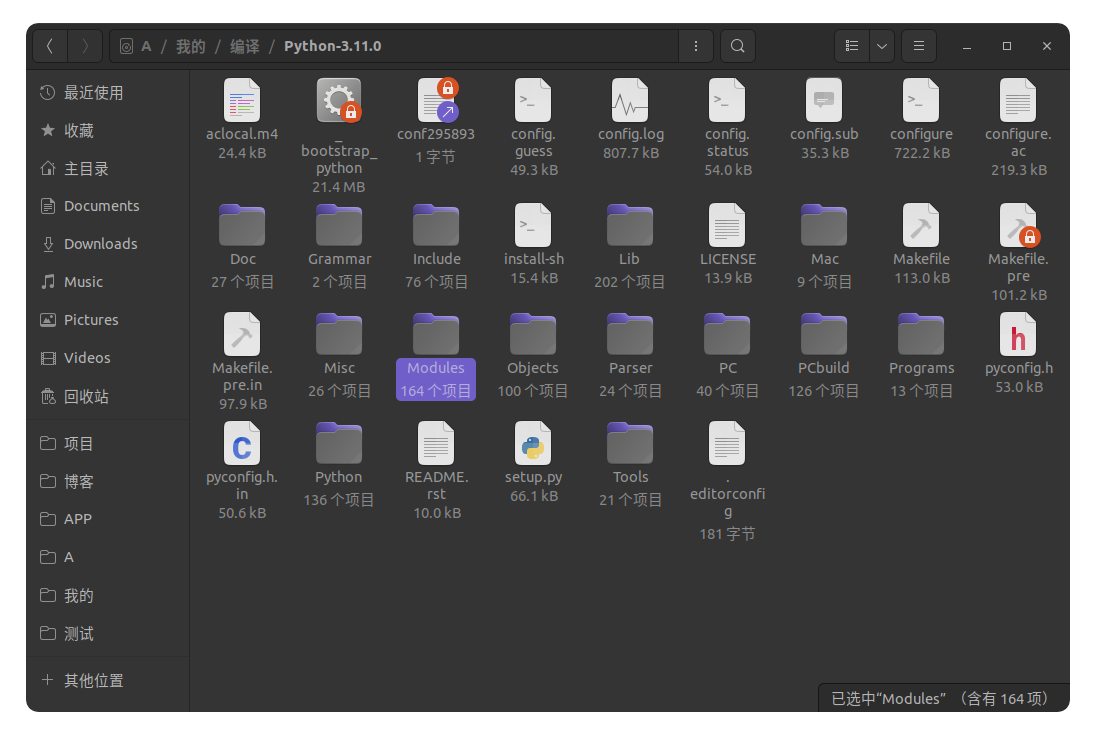 A / 我的 / 编译 / Python-3.11.0
最近使用
收藏
主目录
Documents
Downloads
Music
Pictures
Videos
回收站
项目
博客
APP
A
我的
测试
其他位置
aclocal.m4
24.4 kB
_
bootstrap_
python
21.4 MB
conf295893
1 字节
config.
guess
49.3 kB
config.log
807.7 kB
config.
status
54.0 kB
config.sub
35.3 kB
configure
722.2 kB
configure.
ac
219.3 kB
Doc
27 个项目
Grammar
2 个项目
Include
76 个项目
install-sh
15.4 kB
Lib
202 个项目
LICENSE
13.9 kB
Mac
9 个项目
Makefile
113.0 kB
Makefile.
pre
101.2 kB
Makefile.
pre.in
97.9 kB
Misc
26 个项目
Modules
164 个项目
Objects
100 个项目
Parser
24 个项目
PC
40 个项目
PCbuild
126 个项目
Programs
13 个项目
h
pyconfig.h
53.0 kB
C
pyconfig.h.
in
50.6 kB
Python
136 个项目
README.
rst
10.0 kB
setup.py
66.1 kB
Tools
21 个项目
.
editorconfi
g
181 字节
已选中“Modules” （含有 164 项）